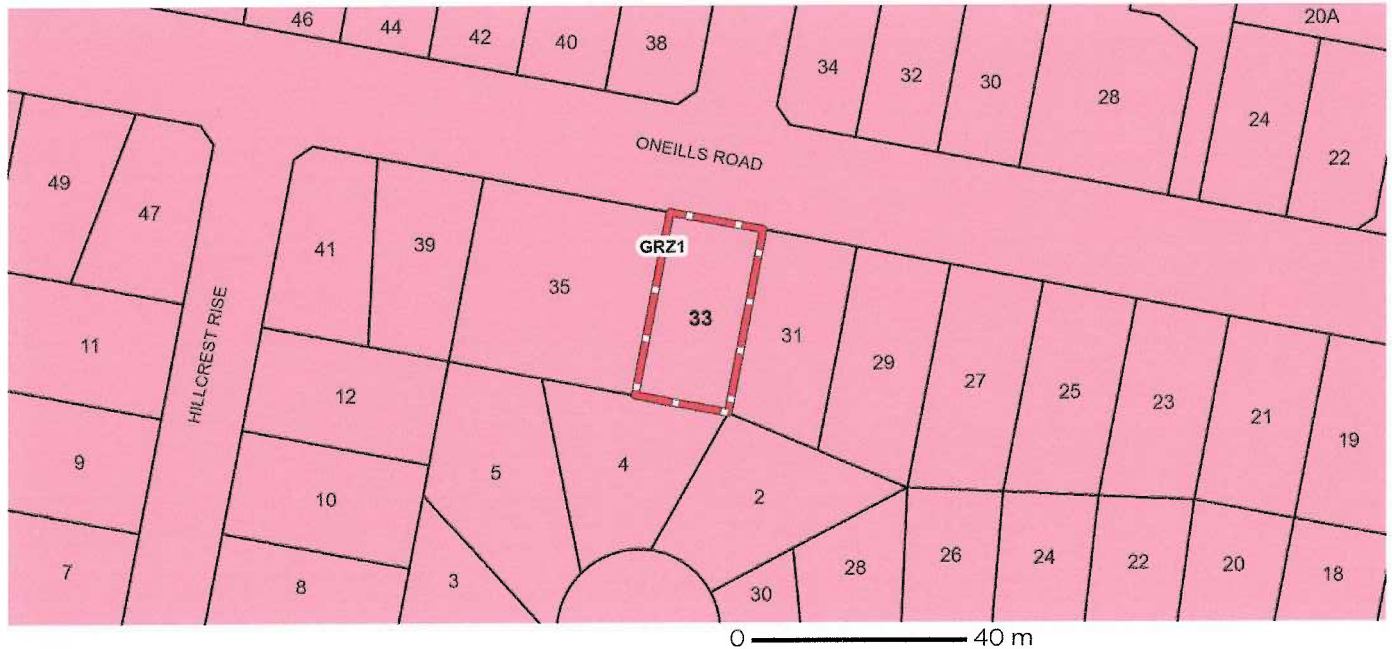 46 44 42 40 38 34 32 30 28 20A
24 22
ONEILLS ROAD
49 47 41 39 35
GRZ1
33 31 29 27 25 23 21 19
HILLCREST RISE
11 12
9 10 5 4 2
7 8 3 30 28 26 24 22 20 18
0 40 m